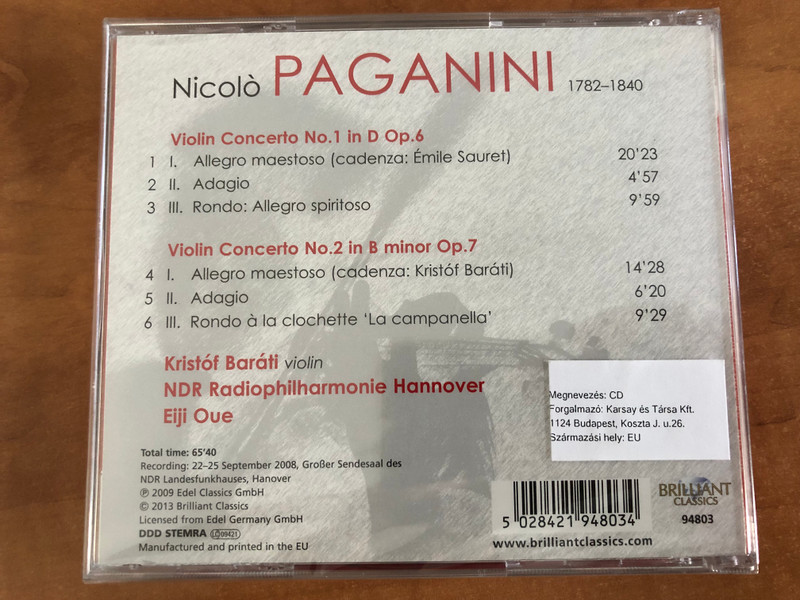 Nicolò PAGANINI 1782–1840
Violin Concerto No.1 in D Op.6
1 I. Allegro maestoso (cadenza: Émile Sauret) 20’23
2 II. Adagio 4’57
3 III. Rondo: Allegro spiritoso 9’59
Violin Concerto No.2 in B minor Op.7
4 I. Allegro maestoso (cadenza: Kristóf Baráti) 14’28
5 II. Adagio 6’20
6 III. Rondo à la clochette ‘La campanella’ 9’29
Kristóf Baráti violin
NDR Radiophilharmonie Hannover
Eiji Oue
Megnevezés: CD
Forgalmazó: Karsay és Társa Kft.
1124 Budapest, Koszta J. u.26.
Származási hely: EU
Total time: 65’40
Recording: 22–25 September 2008, Großer Sendesaal des
NDR Landesfunkhauses, Hanover
℗ 2009 Edel Classics GmbH
© 2013 Brilliant Classics
Licensed from Edel Germany GmbH
DDD STEMRA LC 09421
Manufactured and printed in the EU
5 028421 948034
www.brilliantclassics.com
BRILLIANT
CLASSICS
94803